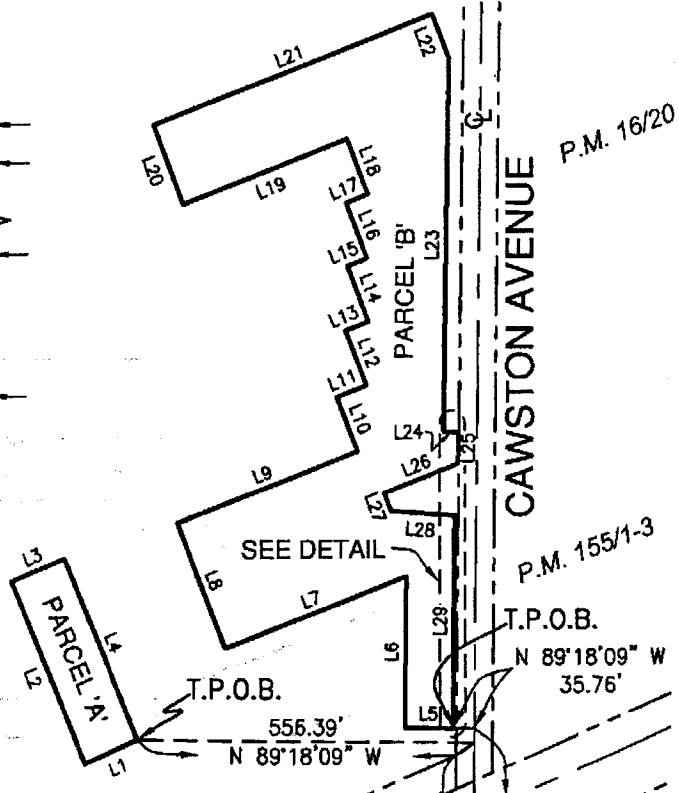 L22
L21
CL
P.M. 16/20
L20
L18
L19
L17
L16
L15
L14
L13
L12
L11
L10
L23
PARCEL 'B'
CAWSTON AVENUE
L24
L25
L26
L9
L27
L28
SEE DETAIL
P.M. 155/1-3
L3
L8
L7
PARCEL 'A'
L4
L2
L6
L29
T.P.O.B.
N 89°18'09" W
35.76'
T.P.O.B.
L5
556.39'
N 89°18'09" W
L1